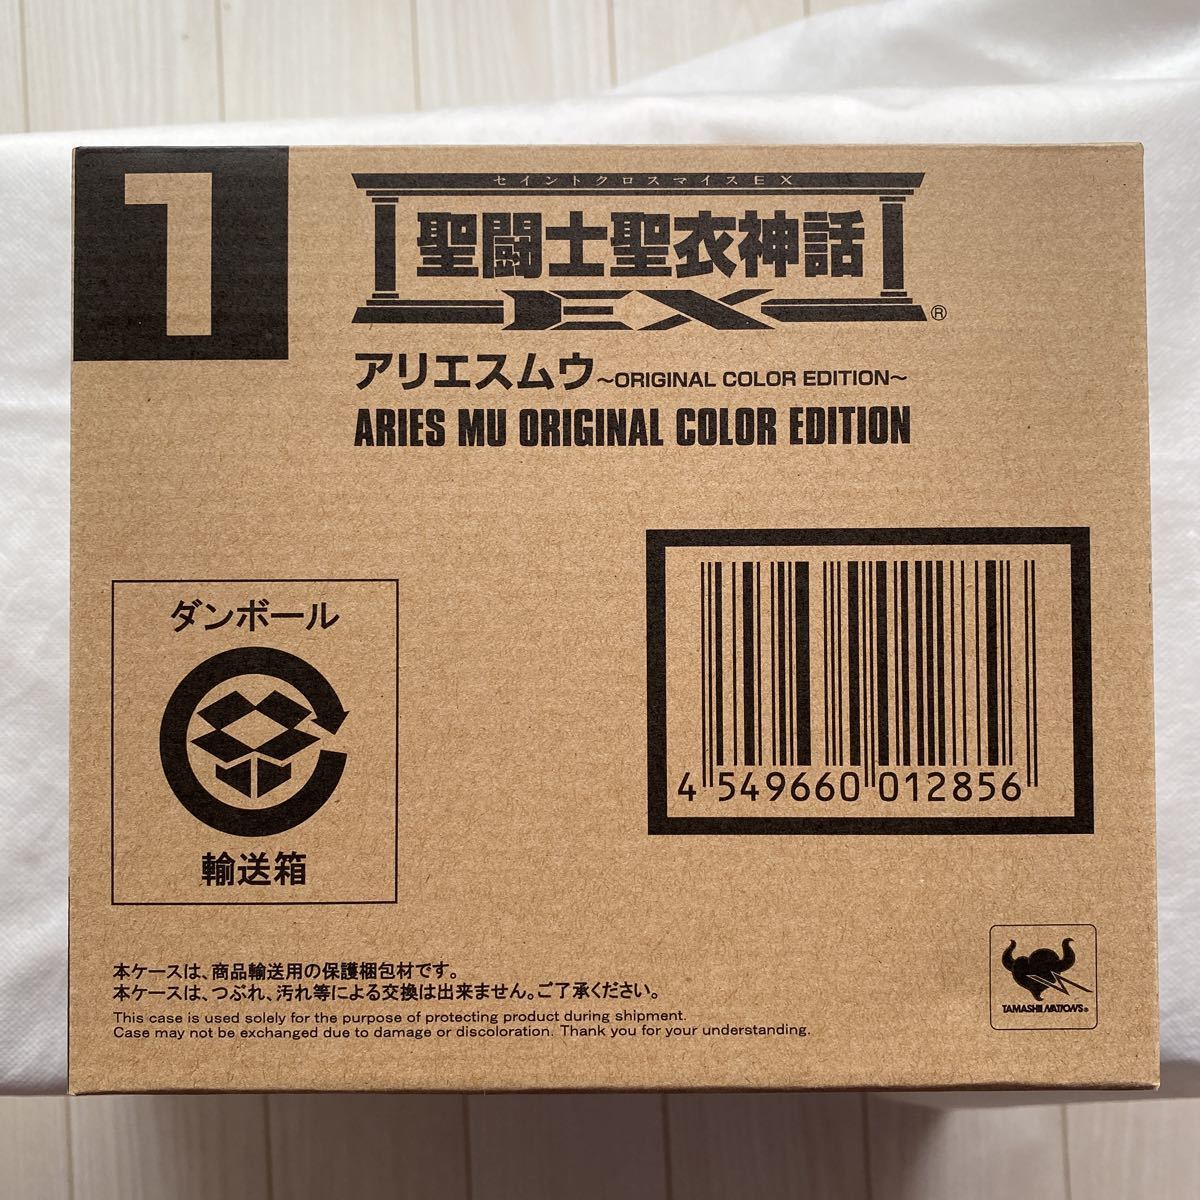 1
セイントクロスマイスEX
聖闘士聖衣神話
EX®
アリエスムウ～ORIGINAL COLOR EDITION～
ARIES MU ORIGINAL COLOR EDITION
ダンボール
輸送箱
4 549660 012856
本ケースは、商品輸送用の保護梱包材です。
本ケースは、つぶれ、汚れ等による交換は出来ません。ご了承ください。
This case is used solely for the purpose of protecting product during shipment.
Case may not be exchanged due to damage or discoloration. Thank you for your understanding.
TAMASHII NATIONS®